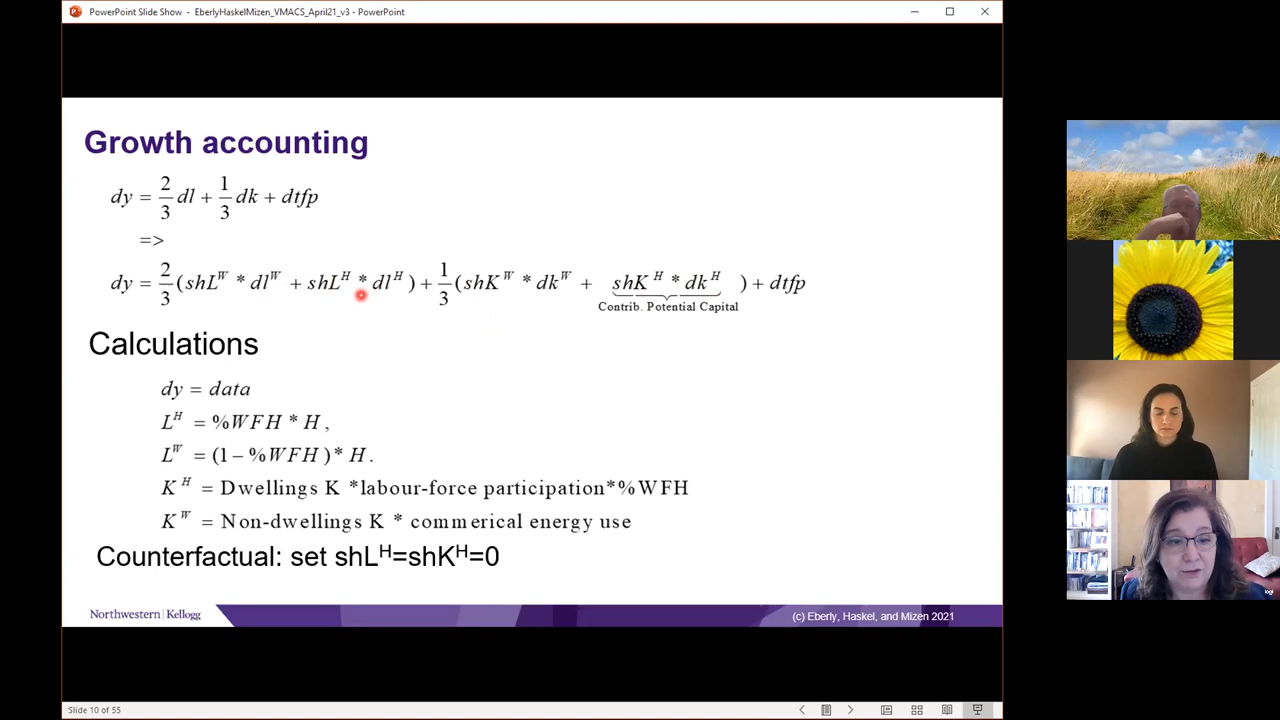 PowerPoint Slide Show - EberlyHaskelMizen_VMACS_April21_v3 - PowerPoint
Growth accounting
dy = 2/3 dl + 1/3 dk + dtfp
=>
dy = 2/3 (shL^W * dl^W + shL^H * dl^H) + 1/3 (shK^W * dk^W + shK^H * dk^H) + dtfp
Contrib. Potential Capital
Calculations
dy = data
L^H = %WFH * H,
L^W = (1 – %WFH) * H.
K^H = Dwellings K *labour-force participation*%WFH
K^W = Non-dwellings K * commerical energy use
Counterfactual: set shL^H=shK^H=0
Northwestern | Kellogg
(c) Eberly, Haskel, and Mizen 2021
Slide 10 of 55
logi